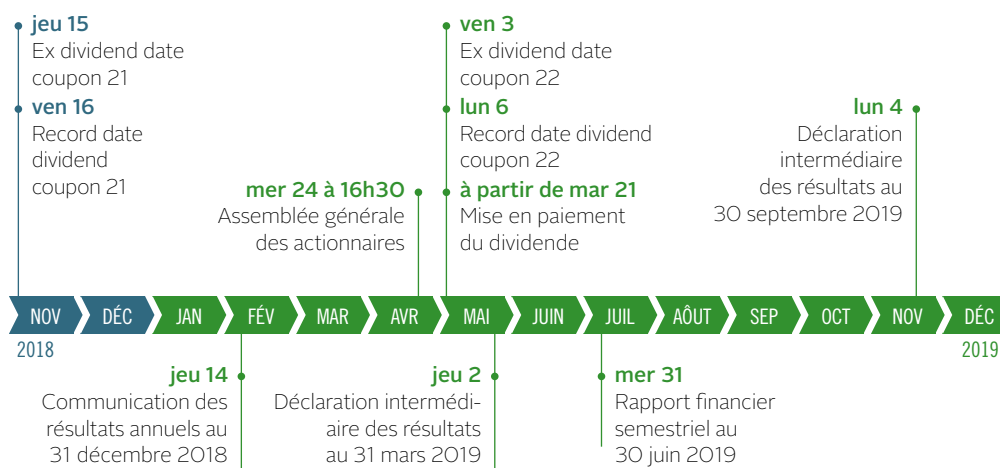 jeu 15
Ex dividend date
coupon 21
ven 16
Record date
dividend
coupon 21
mer 24 à 16h30
Assemblée générale
des actionnaires
ven 3
Ex dividend date
coupon 22
lun 6
Record date dividend
coupon 22
à partir de mar 21
Mise en paiement
du dividende
lun 4
Déclaration
intermédiaire
des résultats au
30 septembre 2019
NOV DÉC JAN FÉV MAR AVR MAI JUIN JUIL AÔUT SEP OCT NOV DÉC
2018 2019
jeu 14
Communication des
résultats annuels au
31 décembre 2018
jeu 2
Déclaration intermédi-
aire des résultats
au 31 mars 2019
mer 31
Rapport financier
semestriel au
30 juin 2019